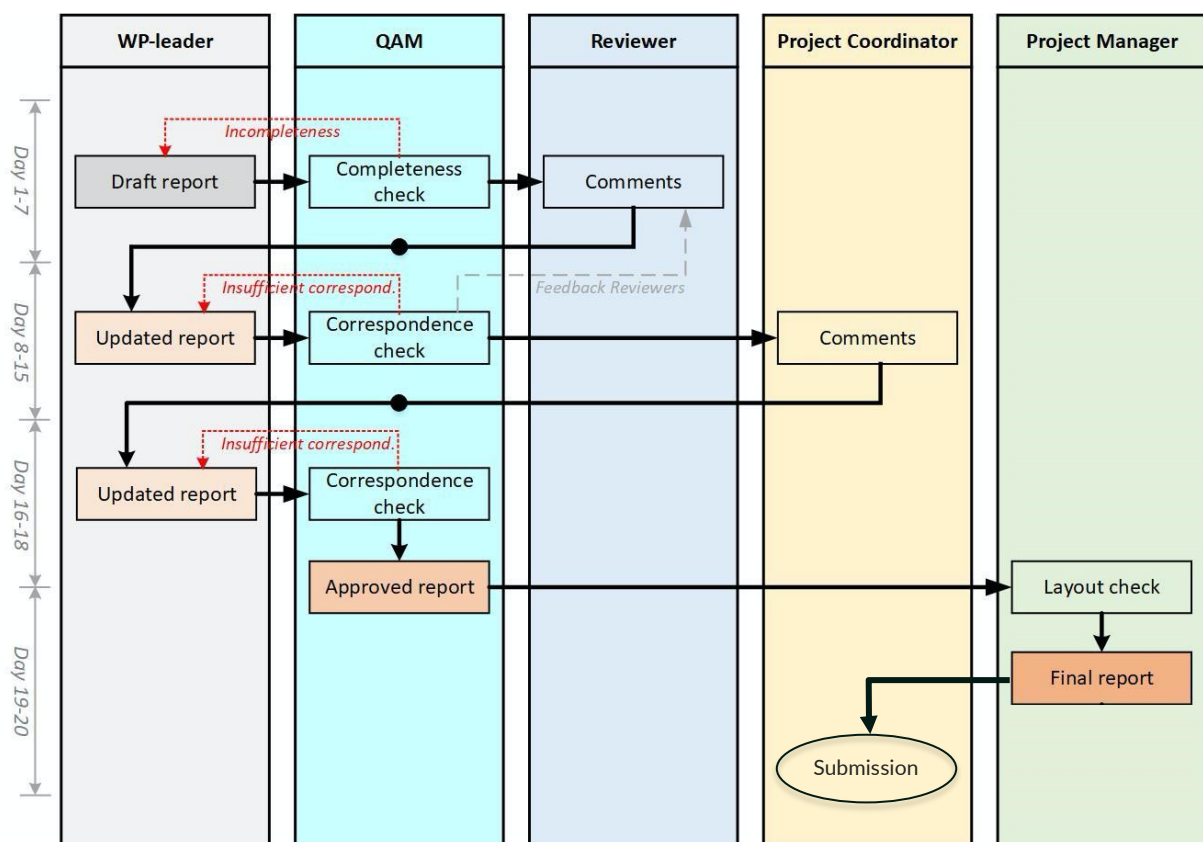 WP-leader
QAM
Reviewer
Project Coordinator
Project Manager
Day 1-7
Incompleteness
Draft report
Completeness
check
Comments
Day 8-15
Insufficient correspond.
Feedback Reviewers
Updated report
Correspondence
check
Comments
Day 16-18
Insufficient correspond.
Updated report
Correspondence
check
Approved report
Layout check
Day 19-20
Final report
Submission